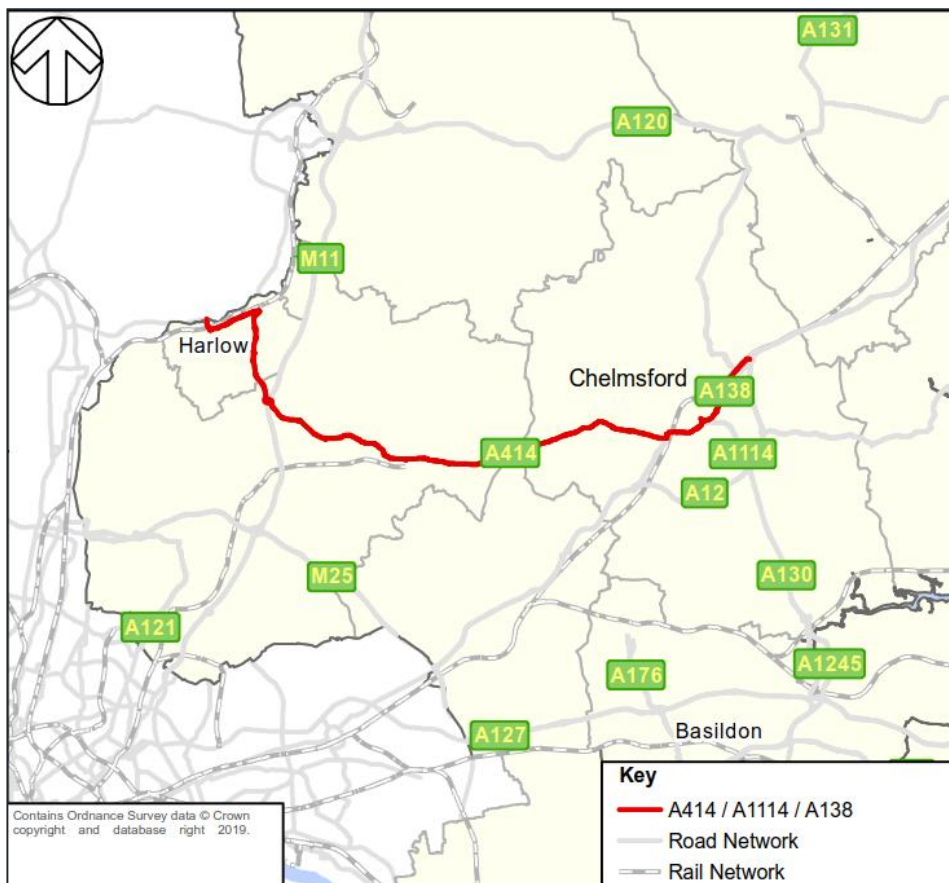 A131
A120
M11
Harlow
Chelmsford
A138
A414
A1114
A12
M25
A130
A121
A1245
A176
A127
Basildon
Key
A414 / A1114 / A138
Road Network
Rail Network
Contains Ordnance Survey data © Crown
copyright and database right 2019.